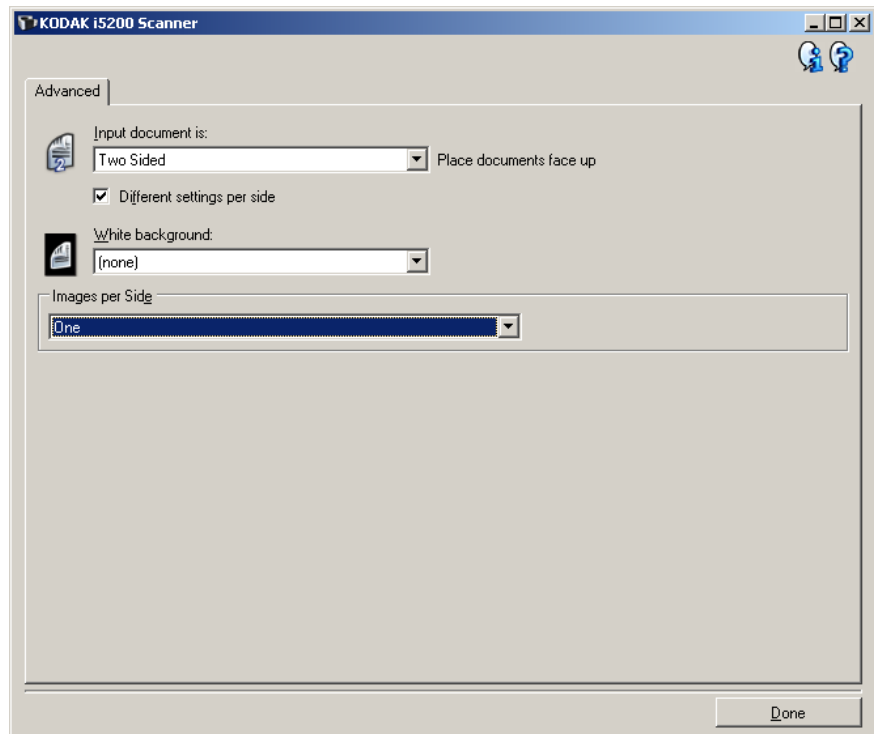 KODAK i5200 Scanner
Advanced
Input document is:
Two Sided
Place documents face up
Different settings per side
White background:
(none)
Images per Side
One
Done